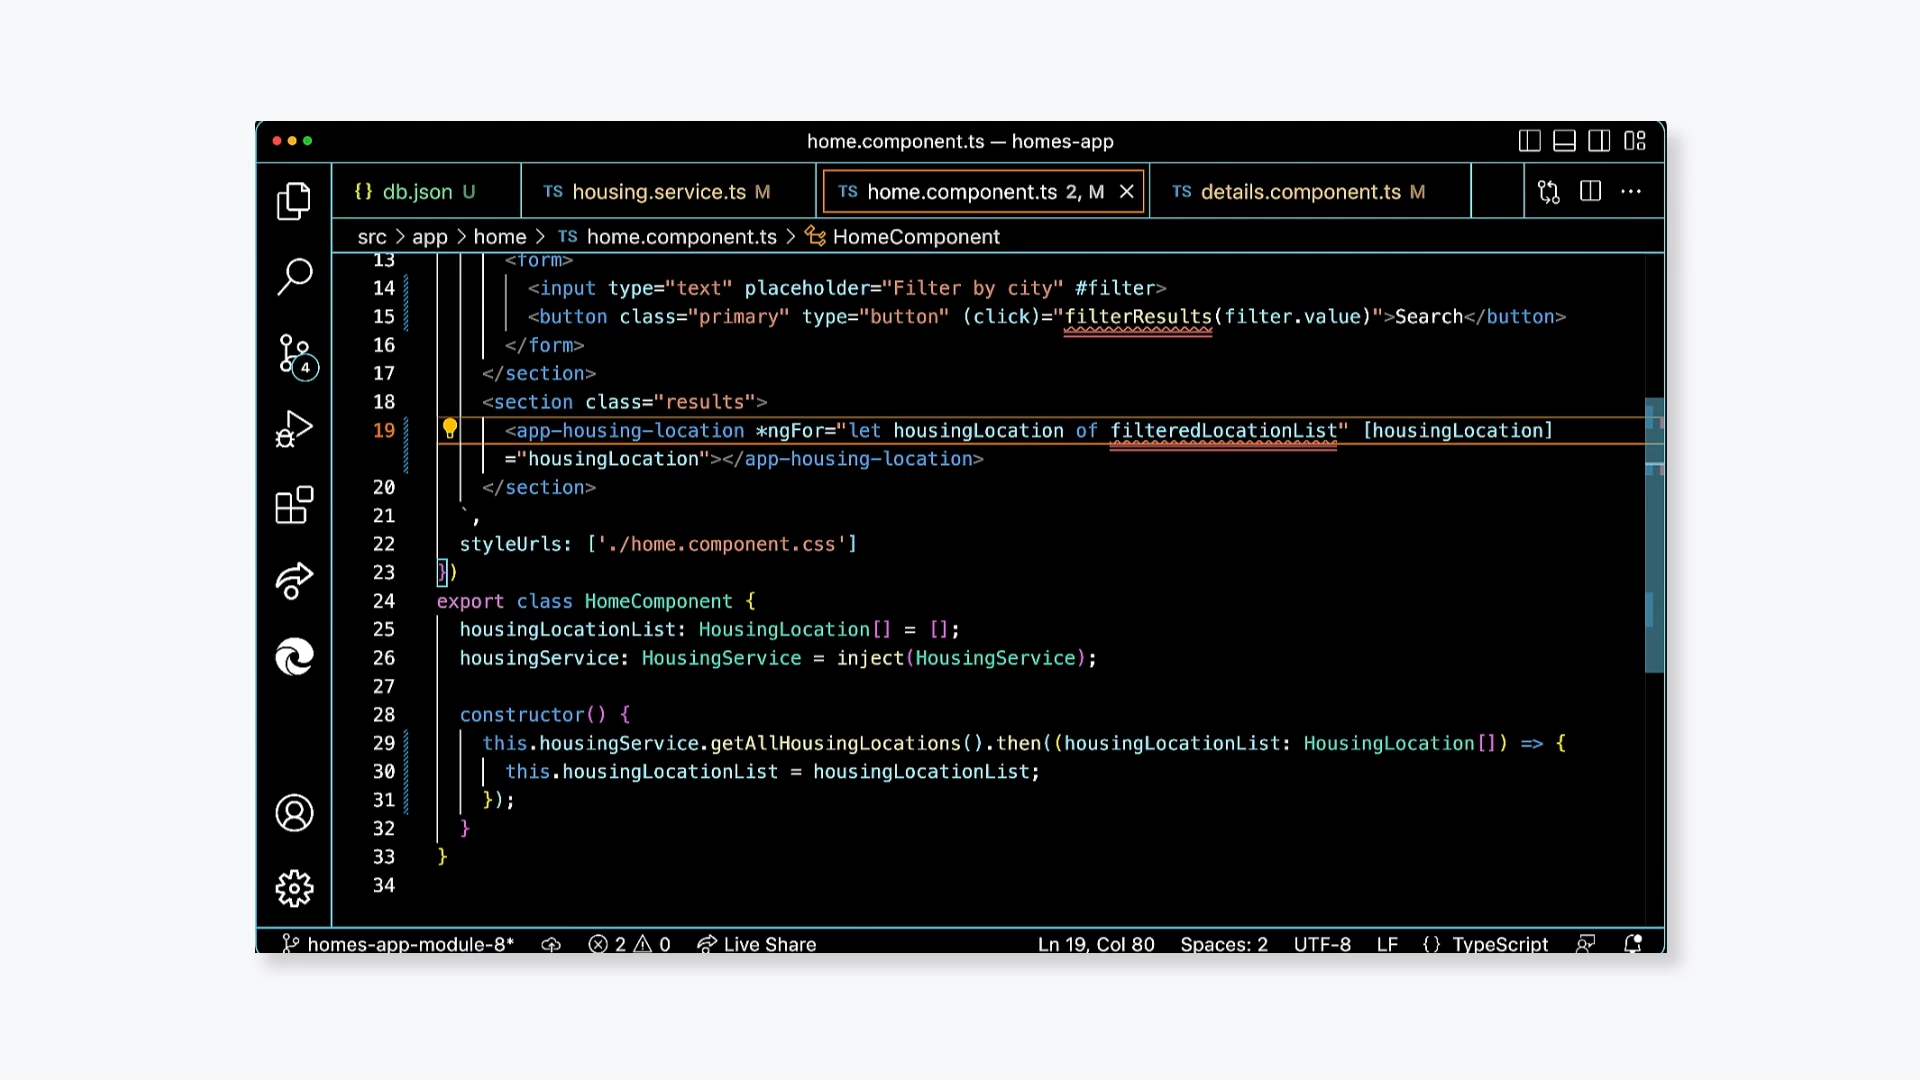 home.component.ts — homes-app
{} db.json U
TS housing.service.ts M
TS home.component.ts 2, M
TS details.component.ts M
src > app > home > TS home.component.ts > HomeComponent
13 <form>
14 <input type="text" placeholder="Filter by city" #filter>
15 <button class="primary" type="button" (click)="filterResults(filter.value)">Search</button>
16 </form>
17 </section>
18 <section class="results">
19 <app-housing-location *ngFor="let housingLocation of filteredLocationList" [housingLocation]
="housingLocation"></app-housing-location>
20 </section>
21 `,
22 styleUrls: ['./home.component.css']
23 })
24 export class HomeComponent {
25 housingLocationList: HousingLocation[] = [];
26 housingService: HousingService = inject(HousingService);
27
28 constructor() {
29 this.housingService.getAllHousingLocations().then((housingLocationList: HousingLocation[]) => {
30 this.housingLocationList = housingLocationList;
31 });
32 }
33 }
34
4
homes-app-module-8* 2 0 Live Share Ln 19, Col 80 Spaces: 2 UTF-8 LF {} TypeScript